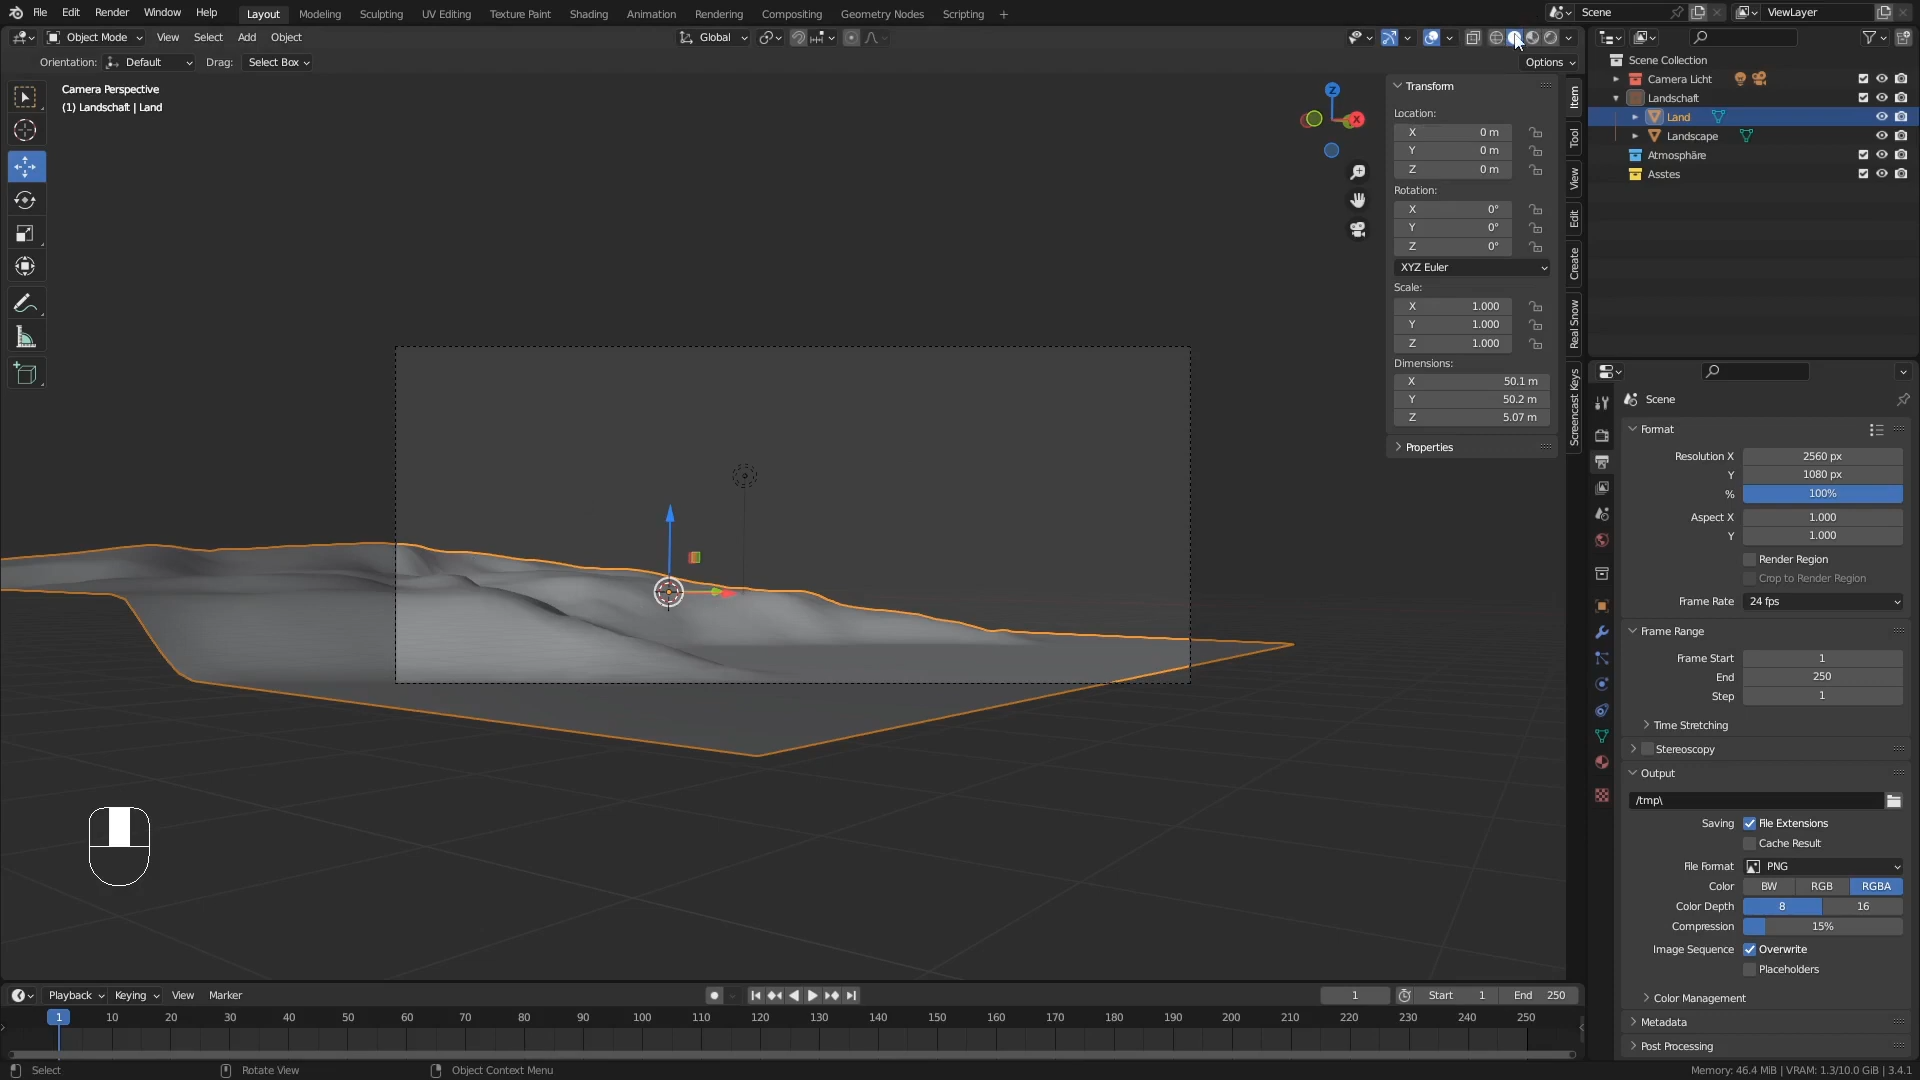 File Edit Render Window Help Layout Modeling Sculpting UV Editing Texture Paint Shading Animation Rendering Compositing Geometry Nodes Scripting + Scene ViewLayer
Object Mode View Select Add Object Global
Orientation: Default Drag: Select Box Options
Camera Perspective
(1) Landschaft | Land
Z
X
Transform
Location:
X 0 m
Y 0 m
Z 0 m
Rotation:
X 0°
Y 0°
Z 0°
XYZ Euler
Scale:
X 1.000
Y 1.000
Z 1.000
Dimensions:
X 50.1 m
Y 50.2 m
Z 5.07 m
Properties
Item
Tool
View
Edit
Create
Real Snow
Screencast Keys
Scene Collection
Camera Licht
Landschaft
Land
Landscape
Atmosphäre
Asstes
Scene
Format
Resolution X 2560 px
Y 1080 px
% 100%
Aspect X 1.000
Y 1.000
Render Region
Crop to Render Region
Frame Rate 24 fps
Frame Range
Frame Start 1
End 250
Step 1
Time Stretching
Stereoscopy
Output
/tmp\
Saving File Extensions
Cache Result
File Format PNG
Color BW RGB RGBA
Color Depth 8 16
Compression 15%
Image Sequence Overwrite
Placeholders
Color Management
Metadata
Post Processing
Playback Keying View Marker 1 Start 1 End 250
1 10 20 30 40 50 60 70 80 90 100 110 120 130 140 150 160 170 180 190 200 210 220 230 240 250
Select Rotate View Object Context Menu Memory: 46.4 MiB | VRAM: 1.3/10.0 GiB | 3.4.1